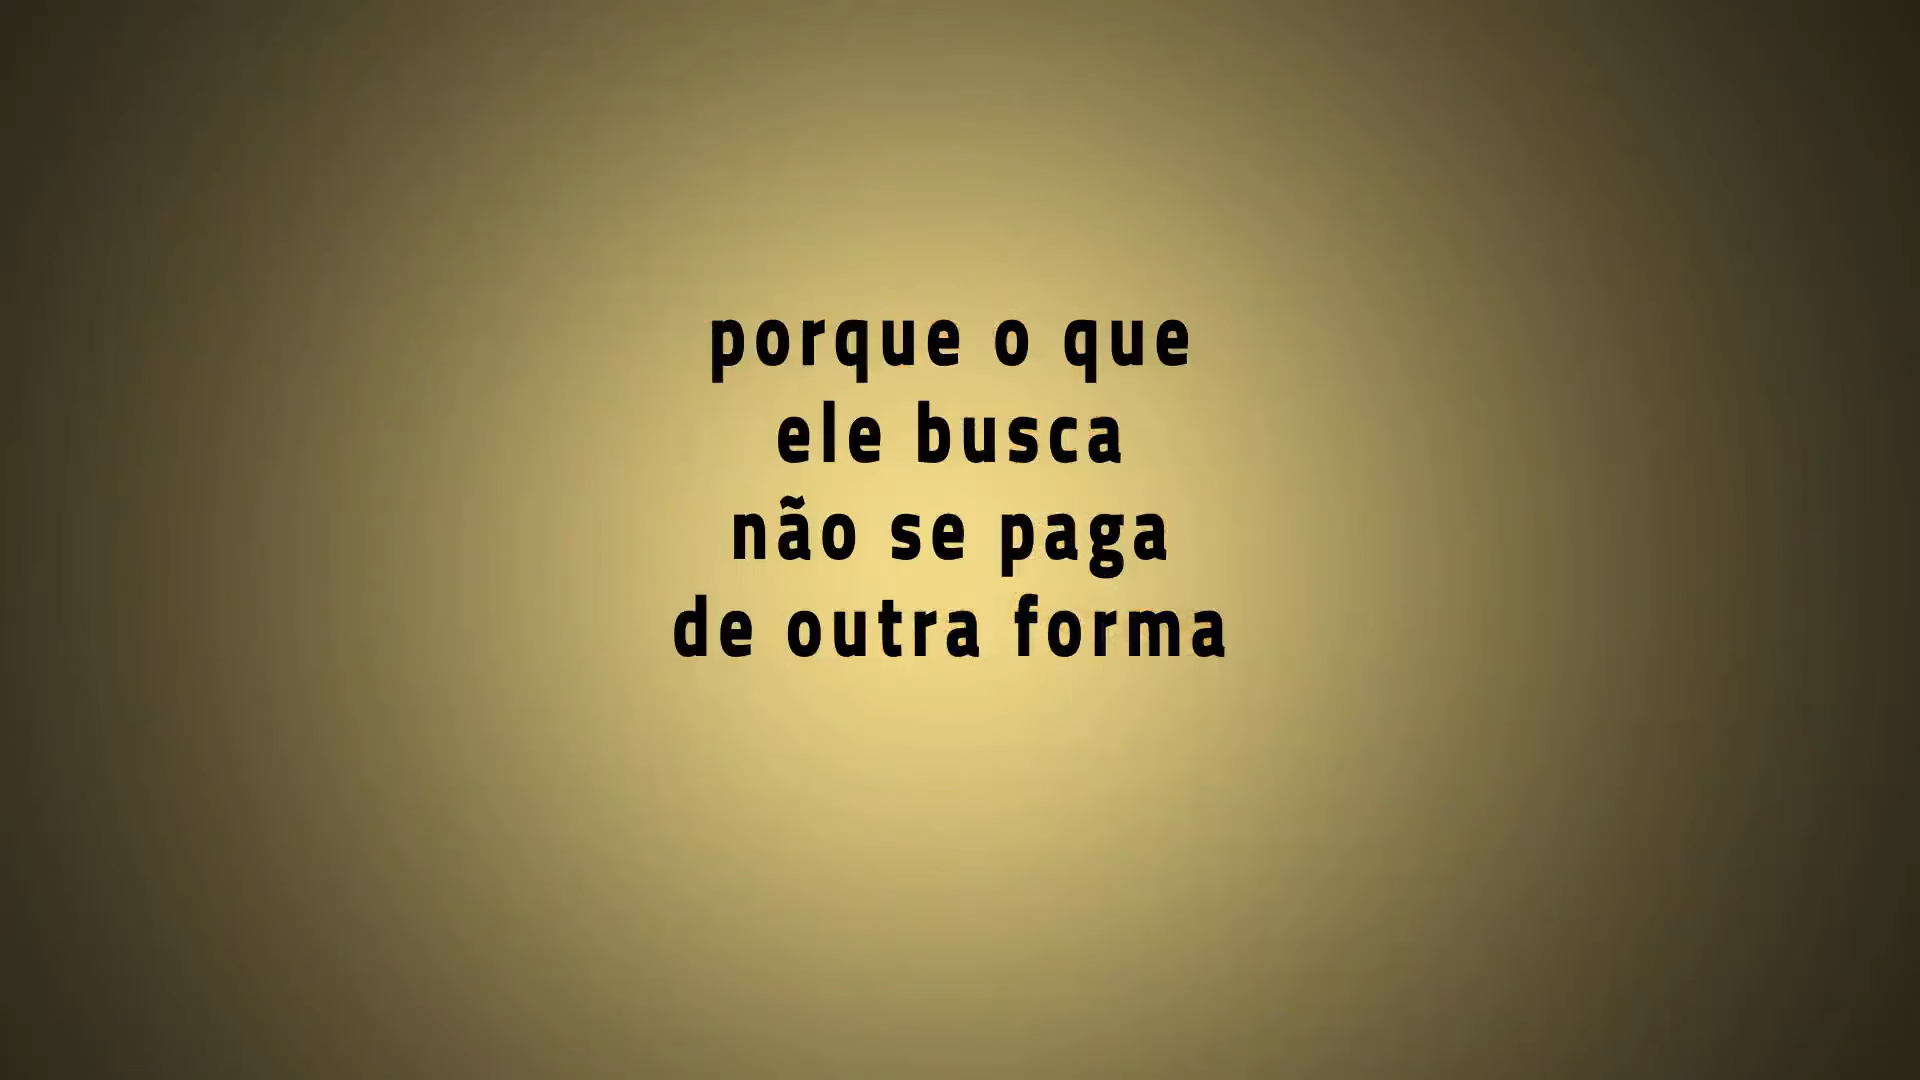 porque o que
ele busca
não se paga
de outra forma